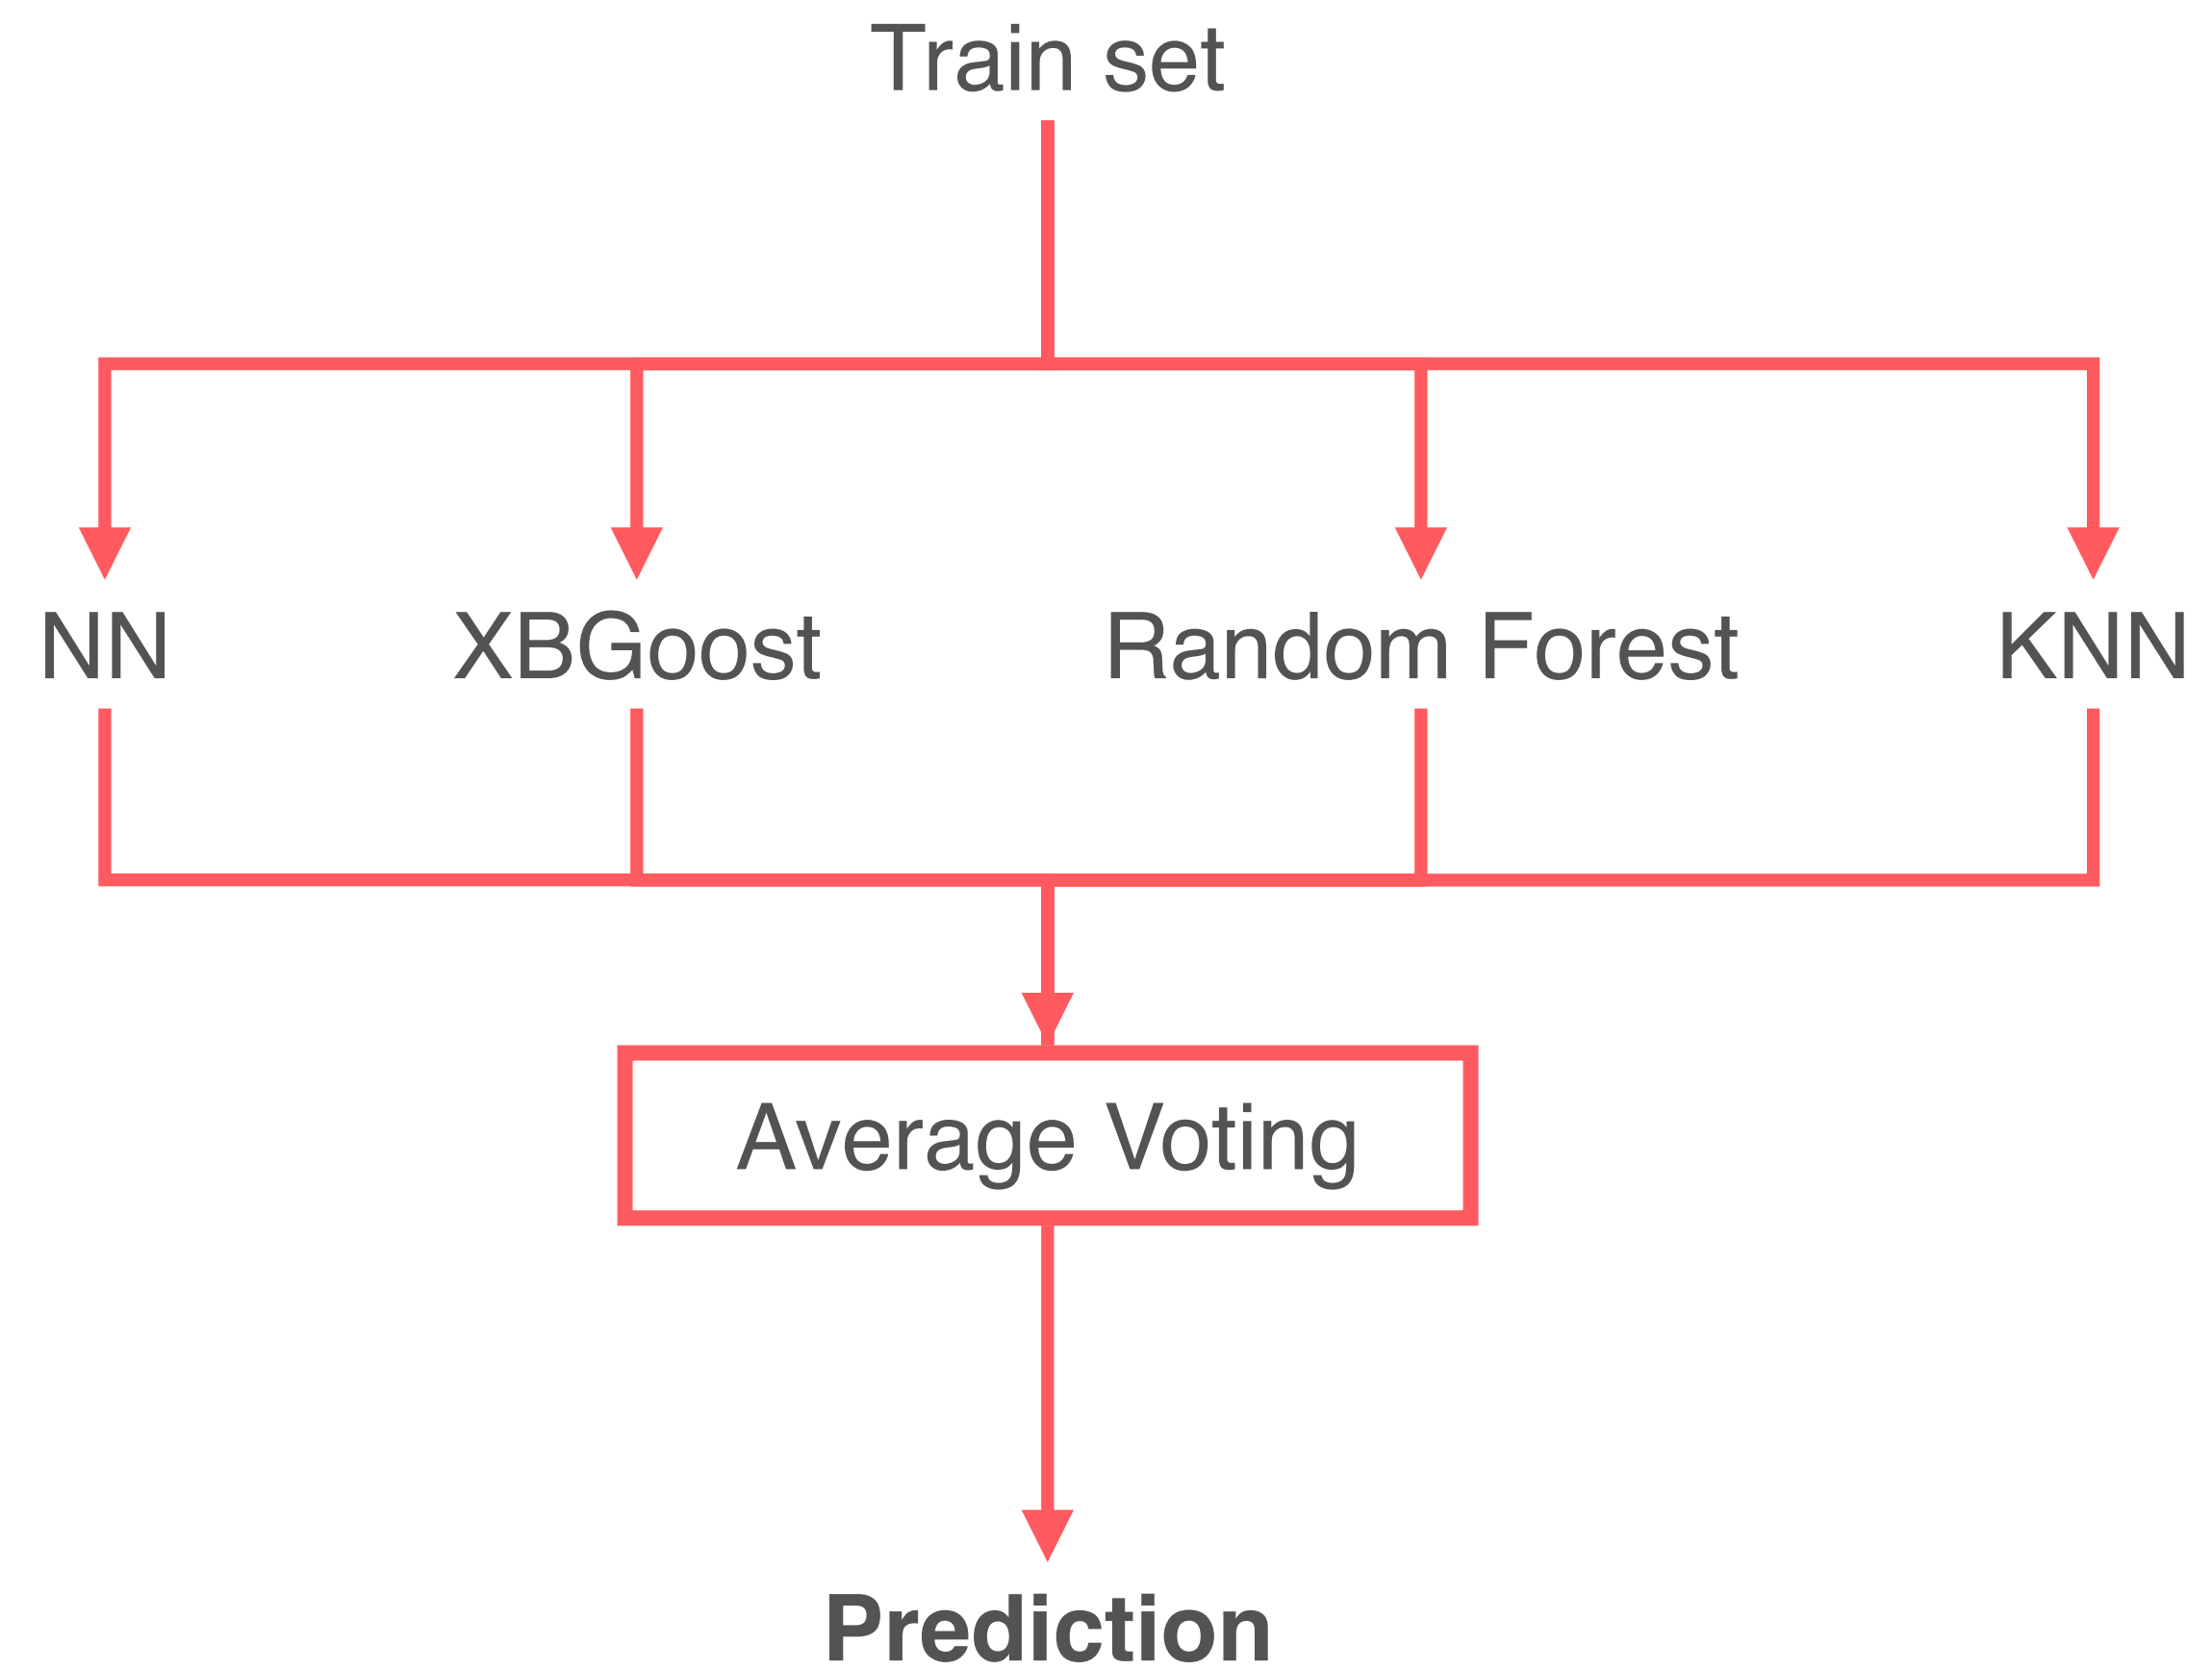 Train set
NN
XBGoost
Random Forest
KNN
Average Voting
Prediction